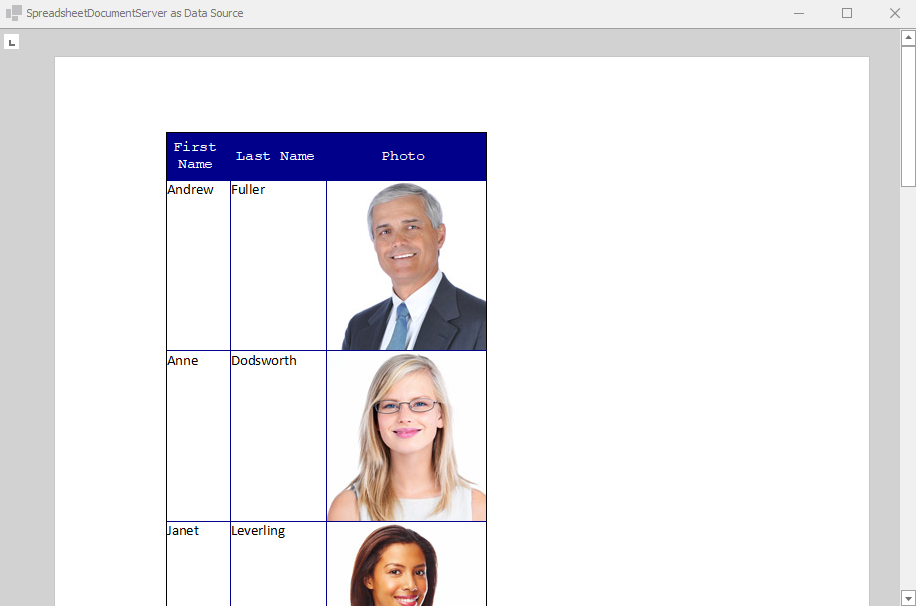 SpreadsheetDocumentServer as Data Source
First Name Last Name Photo
Andrew Fuller
Anne Dodsworth
Janet Leverling